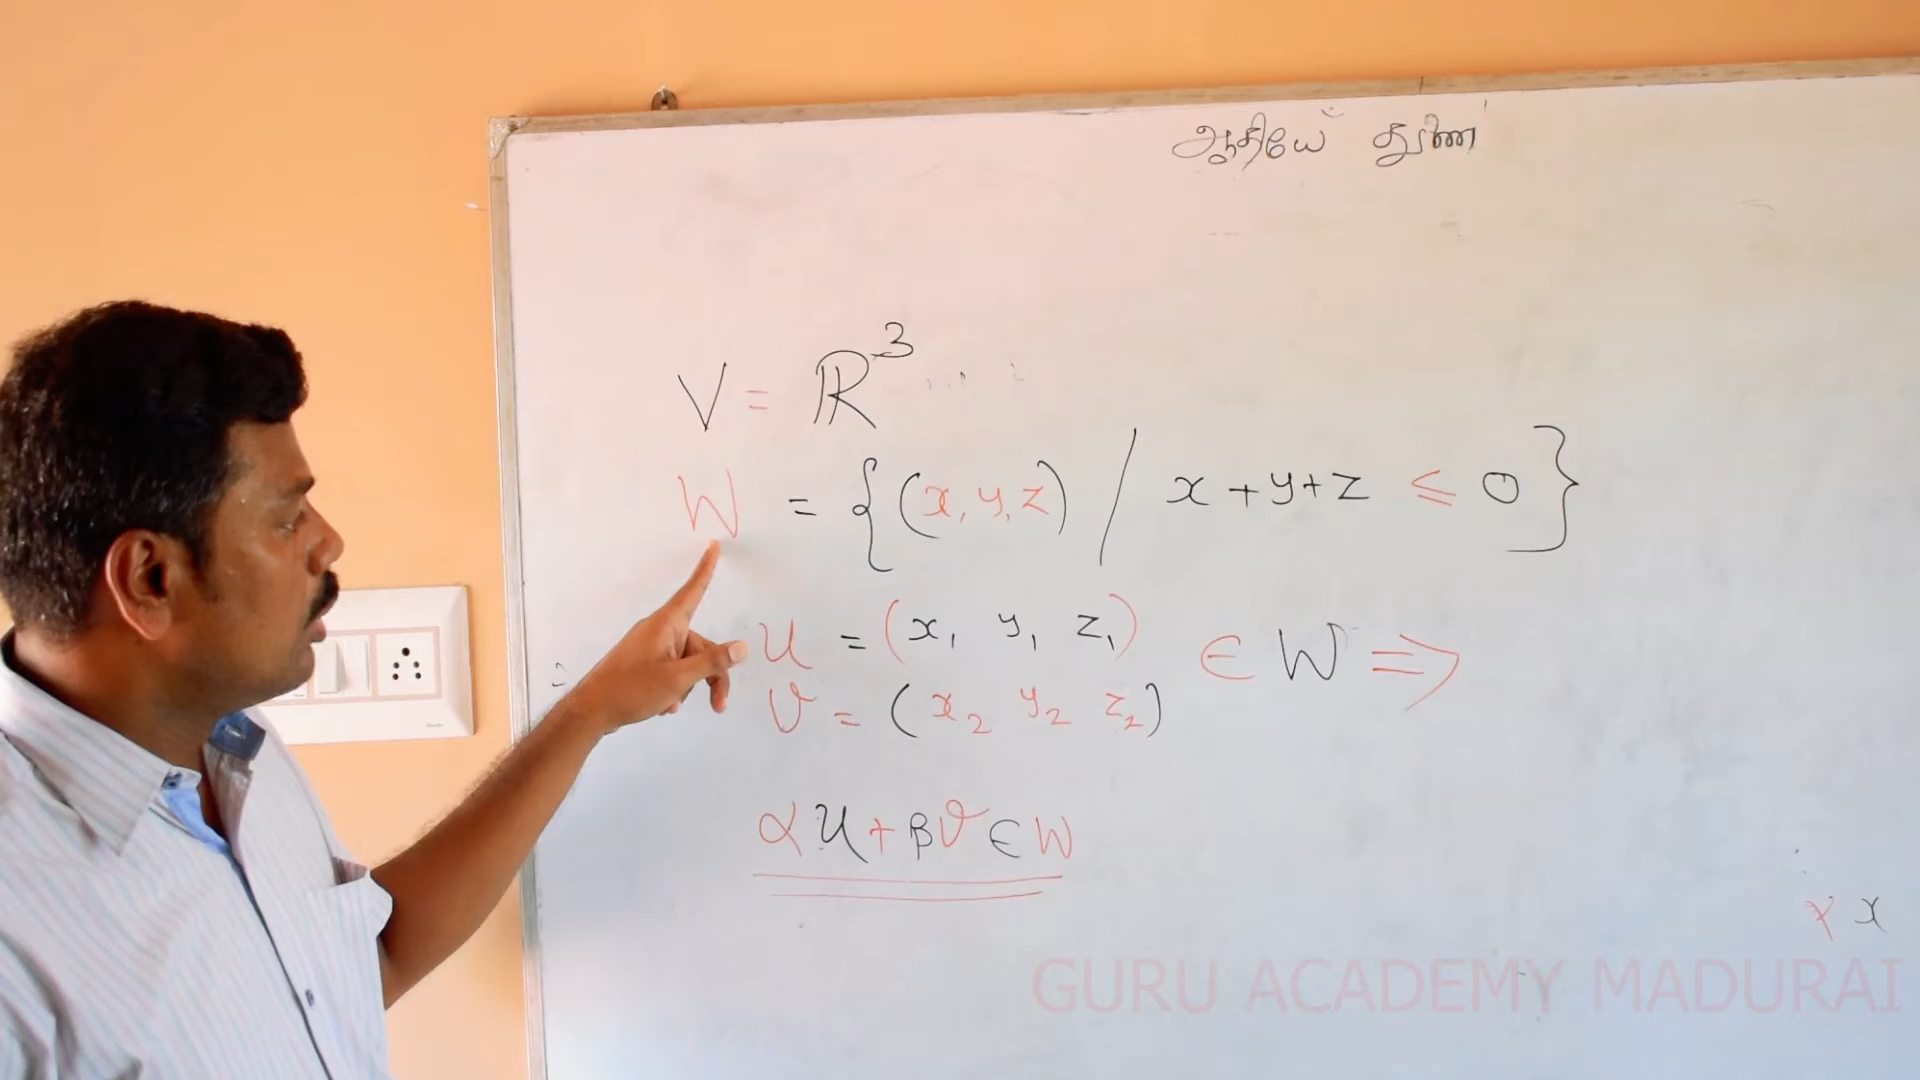 ஆதியே துணை
V = ℝ³
W = {(x, y, z) / x + y + z ≤ 0}
u = (x₁ y₁ z₁)
∈ W ⇒
v = (x₂ y₂ z₂)
αu + βv ∈ W
x
GURU ACADEMY MADURAI